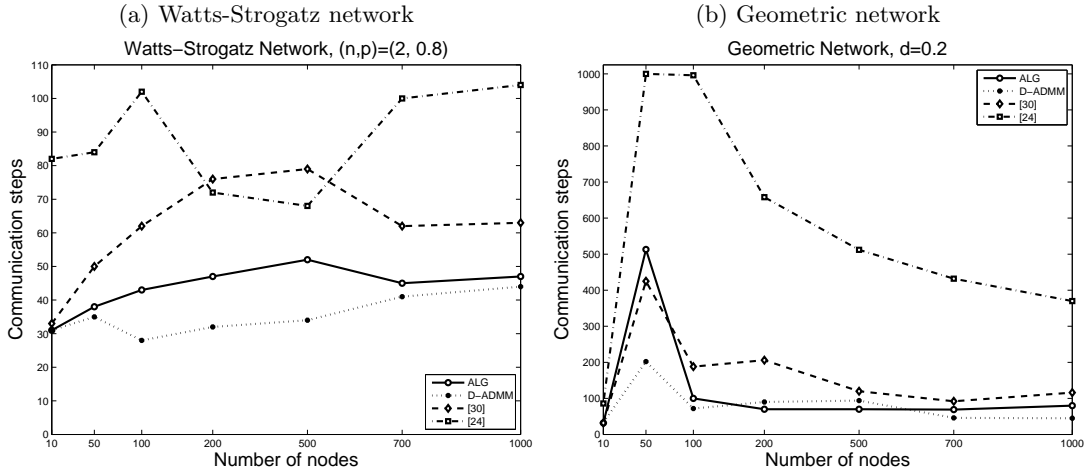 (a) Watts-Strogatz network
Watts−Strogatz Network, (n,p)=(2, 0.8)
110
100
90
80
70
60
50
40
30
20
10
0
Communication steps
10 50 100 200 500 700 1000
Number of nodes
ALG
D−ADMM
[30]
[24]
(b) Geometric network
Geometric Network, d=0.2
1000
900
800
700
600
500
400
300
200
100
0
Communication steps
10 50 100 200 500 700 1000
Number of nodes
ALG
D−ADMM
[30]
[24]